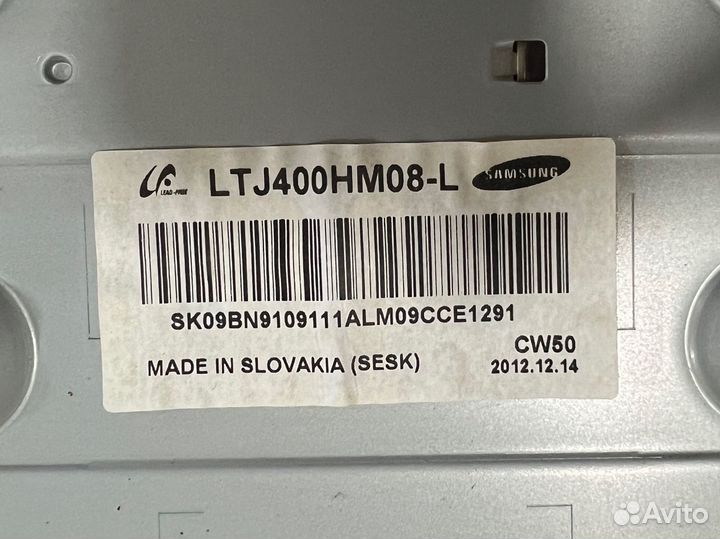 LEAD-FREE LTJ400HM08-L SAMSUNG
SK09BN9109111ALM09CCE1291
MADE IN SLOVAKIA (SESK)
CW50
2012.12.14
Avito